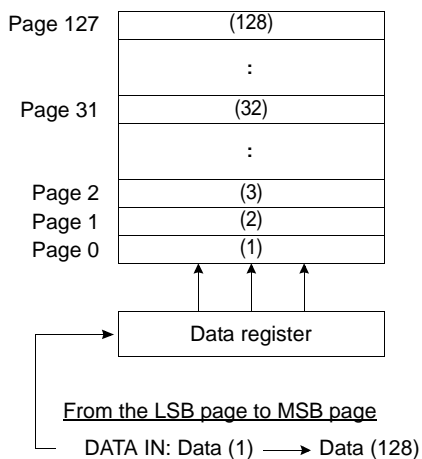 Page 127 (128)
:
Page 31 (32)
:
Page 2 (3)
Page 1 (2)
Page 0 (1)
Data register
From the LSB page to MSB page
DATA IN: Data (1) Data (128)